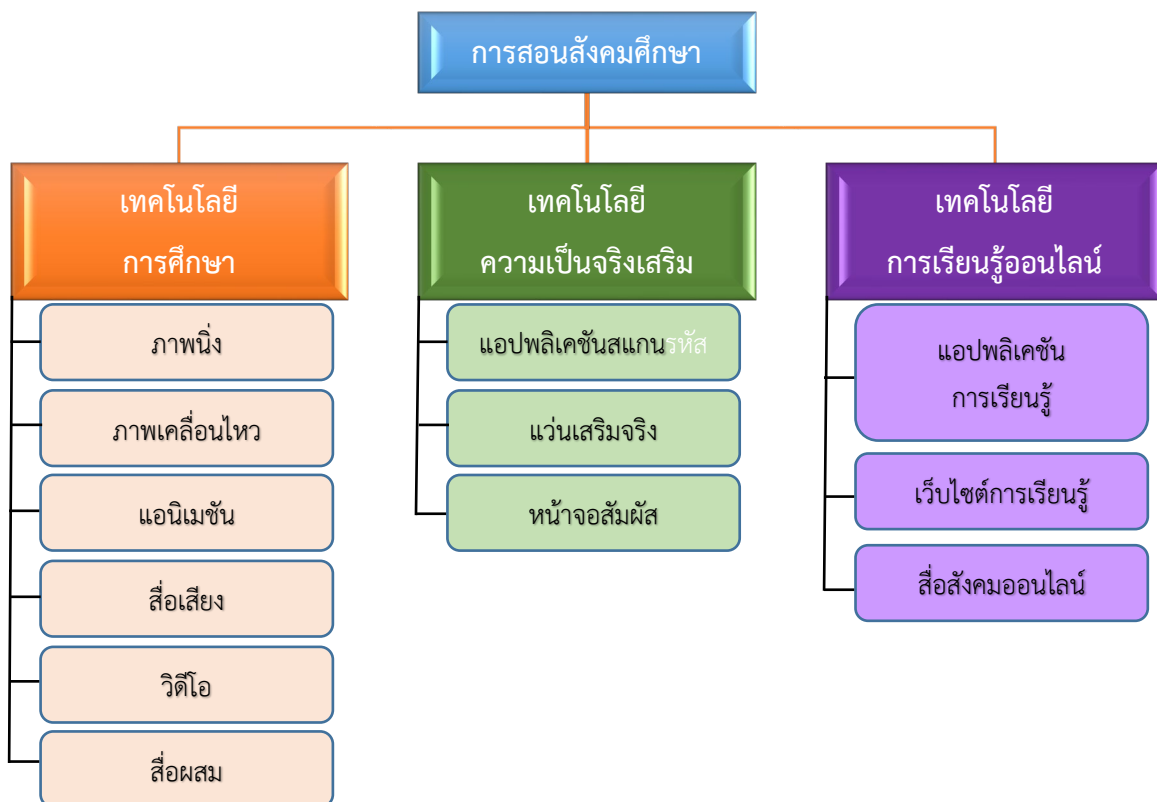 การสอนสังคมศึกษา
เทคโนโลยี
การศึกษา
ภาพนิ่ง
ภาพเคลื่อนไหว
แอนิเมชัน
สื่อเสียง
วิดีโอ
สื่อผสม
เทคโนโลยี
ความเป็นจริงเสริม
แอปพลิเคชันสแกนรหัส
แว่นเสริมจริง
หน้าจอสัมผัส
เทคโนโลยี
การเรียนรู้ออนไลน์
แอปพลิเคชัน
การเรียนรู้
เว็บไซต์การเรียนรู้
สื่อสังคมออนไลน์